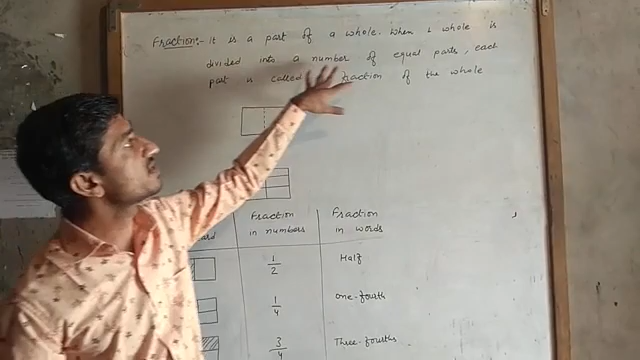 Fraction:- It is a part of a whole. When a whole is
divided into a number of equal parts, each
part is called fraction of the whole
Fraction in numbers
Fraction in words
1/2 Half
1/4 One-fourth
3/4 Three-fourths